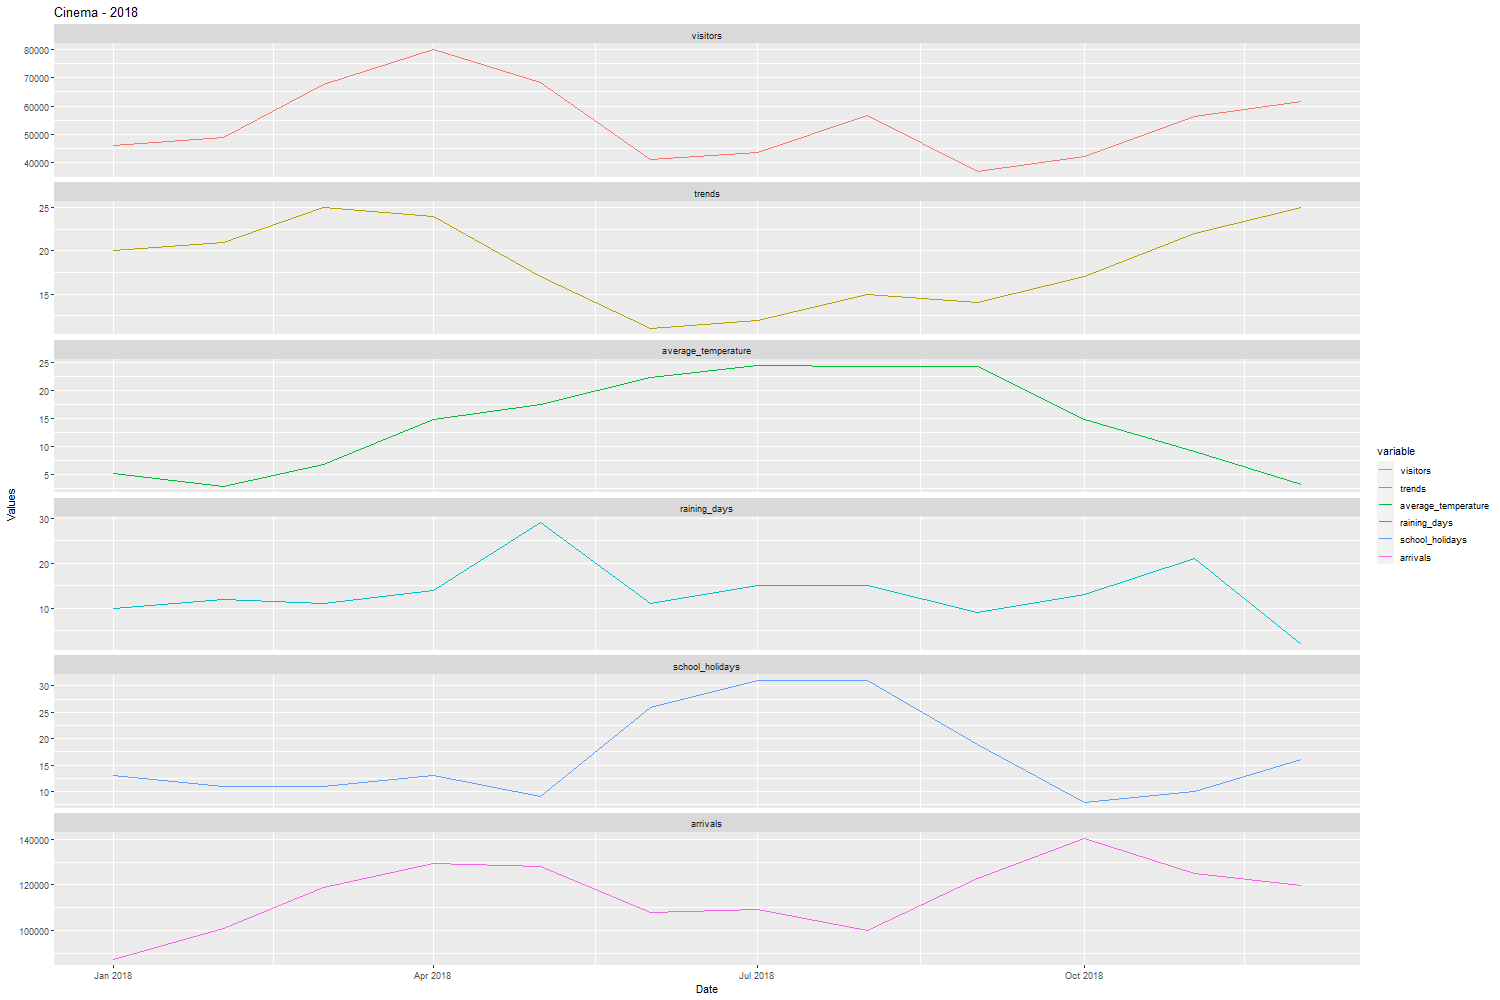 Cinema - 2018
visitors
80000
70000
60000
50000
40000
trends
25
20
15
average_temperature
25
20
15
10
5
raining_days
30
20
10
school_holidays
30
25
20
15
10
arrivals
140000
120000
100000
Jan 2018 Apr 2018 Jul 2018 Oct 2018
Date
Values
variable
visitors
trends
average_temperature
raining_days
school_holidays
arrivals